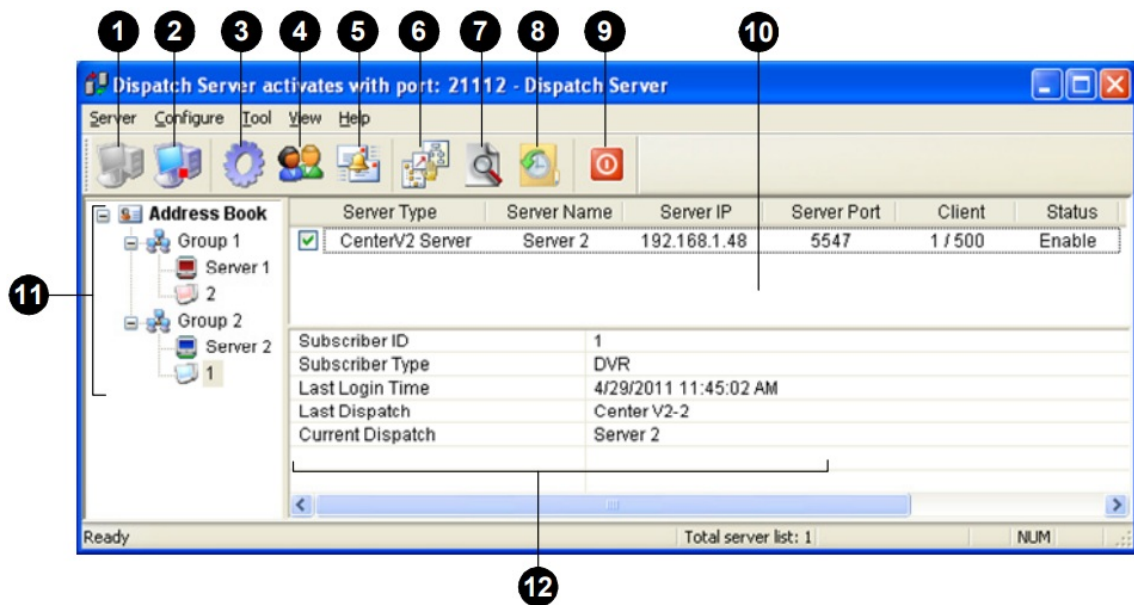 1 2 3 4 5 6 7 8 9 10
Dispatch Server activates with port: 21112 - Dispatch Server
Server Configure Tool View Help
Address Book
Group 1
Server 1
2
Group 2
Server 2
1
11
Server Type Server Name Server IP Server Port Client Status
CenterV2 Server Server 2 192.168.1.48 5547 1 / 500 Enable
Subscriber ID 1
Subscriber Type DVR
Last Login Time 4/29/2011 11:45:02 AM
Last Dispatch Center V2-2
Current Dispatch Server 2
Ready Total server list: 1 NUM
12